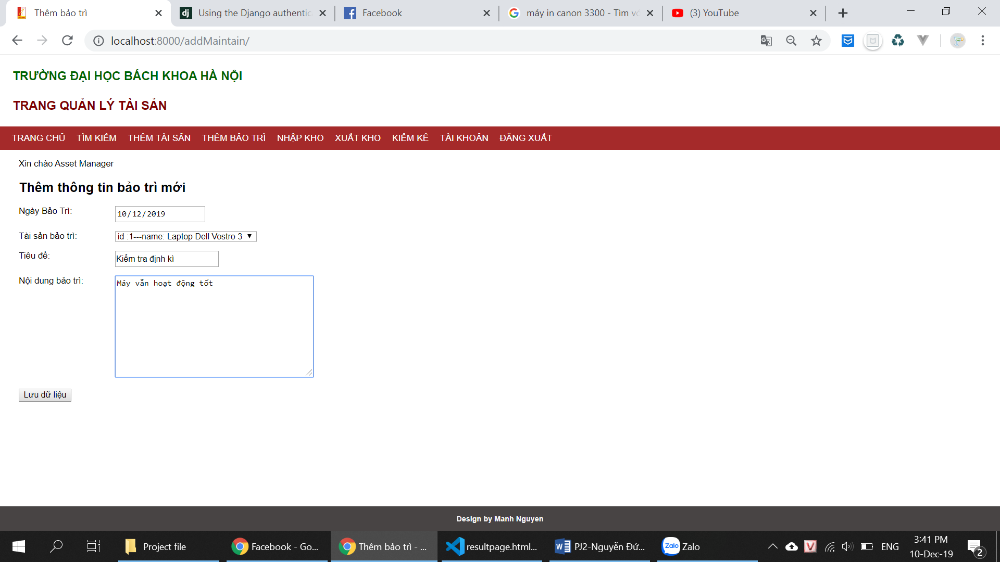 Thêm bảo trì
Using the Django authentic
Facebook
máy in canon 3300 - Tìm vớ
(3) YouTube
localhost:8000/addMaintain/
TRƯỜNG ĐẠI HỌC BÁCH KHOA HÀ NỘI
TRANG QUẢN LÝ TÀI SẢN
TRANG CHỦ TÌM KIẾM THÊM TÀI SẢN THÊM BẢO TRÌ NHẬP KHO XUẤT KHO KIỂM KÊ TÀI KHOẢN ĐĂNG XUẤT
Xin chào Asset Manager
Thêm thông tin bảo trì mới
Ngày Bảo Trì: 10/12/2019
Tài sản bảo trì: id :1---name: Laptop Dell Vostro 3
Tiêu đề: Kiểm tra định kì
Nội dung bảo trì: Máy vẫn hoạt động tốt
Lưu dữ liệu
Design by Manh Nguyen
Project file
Facebook - Go...
Thêm bảo trì - ...
resultpage.html...
PJ2-Nguyễn Đứ...
Zalo
Zalo
ENG
3:41 PM
10-Dec-19
2